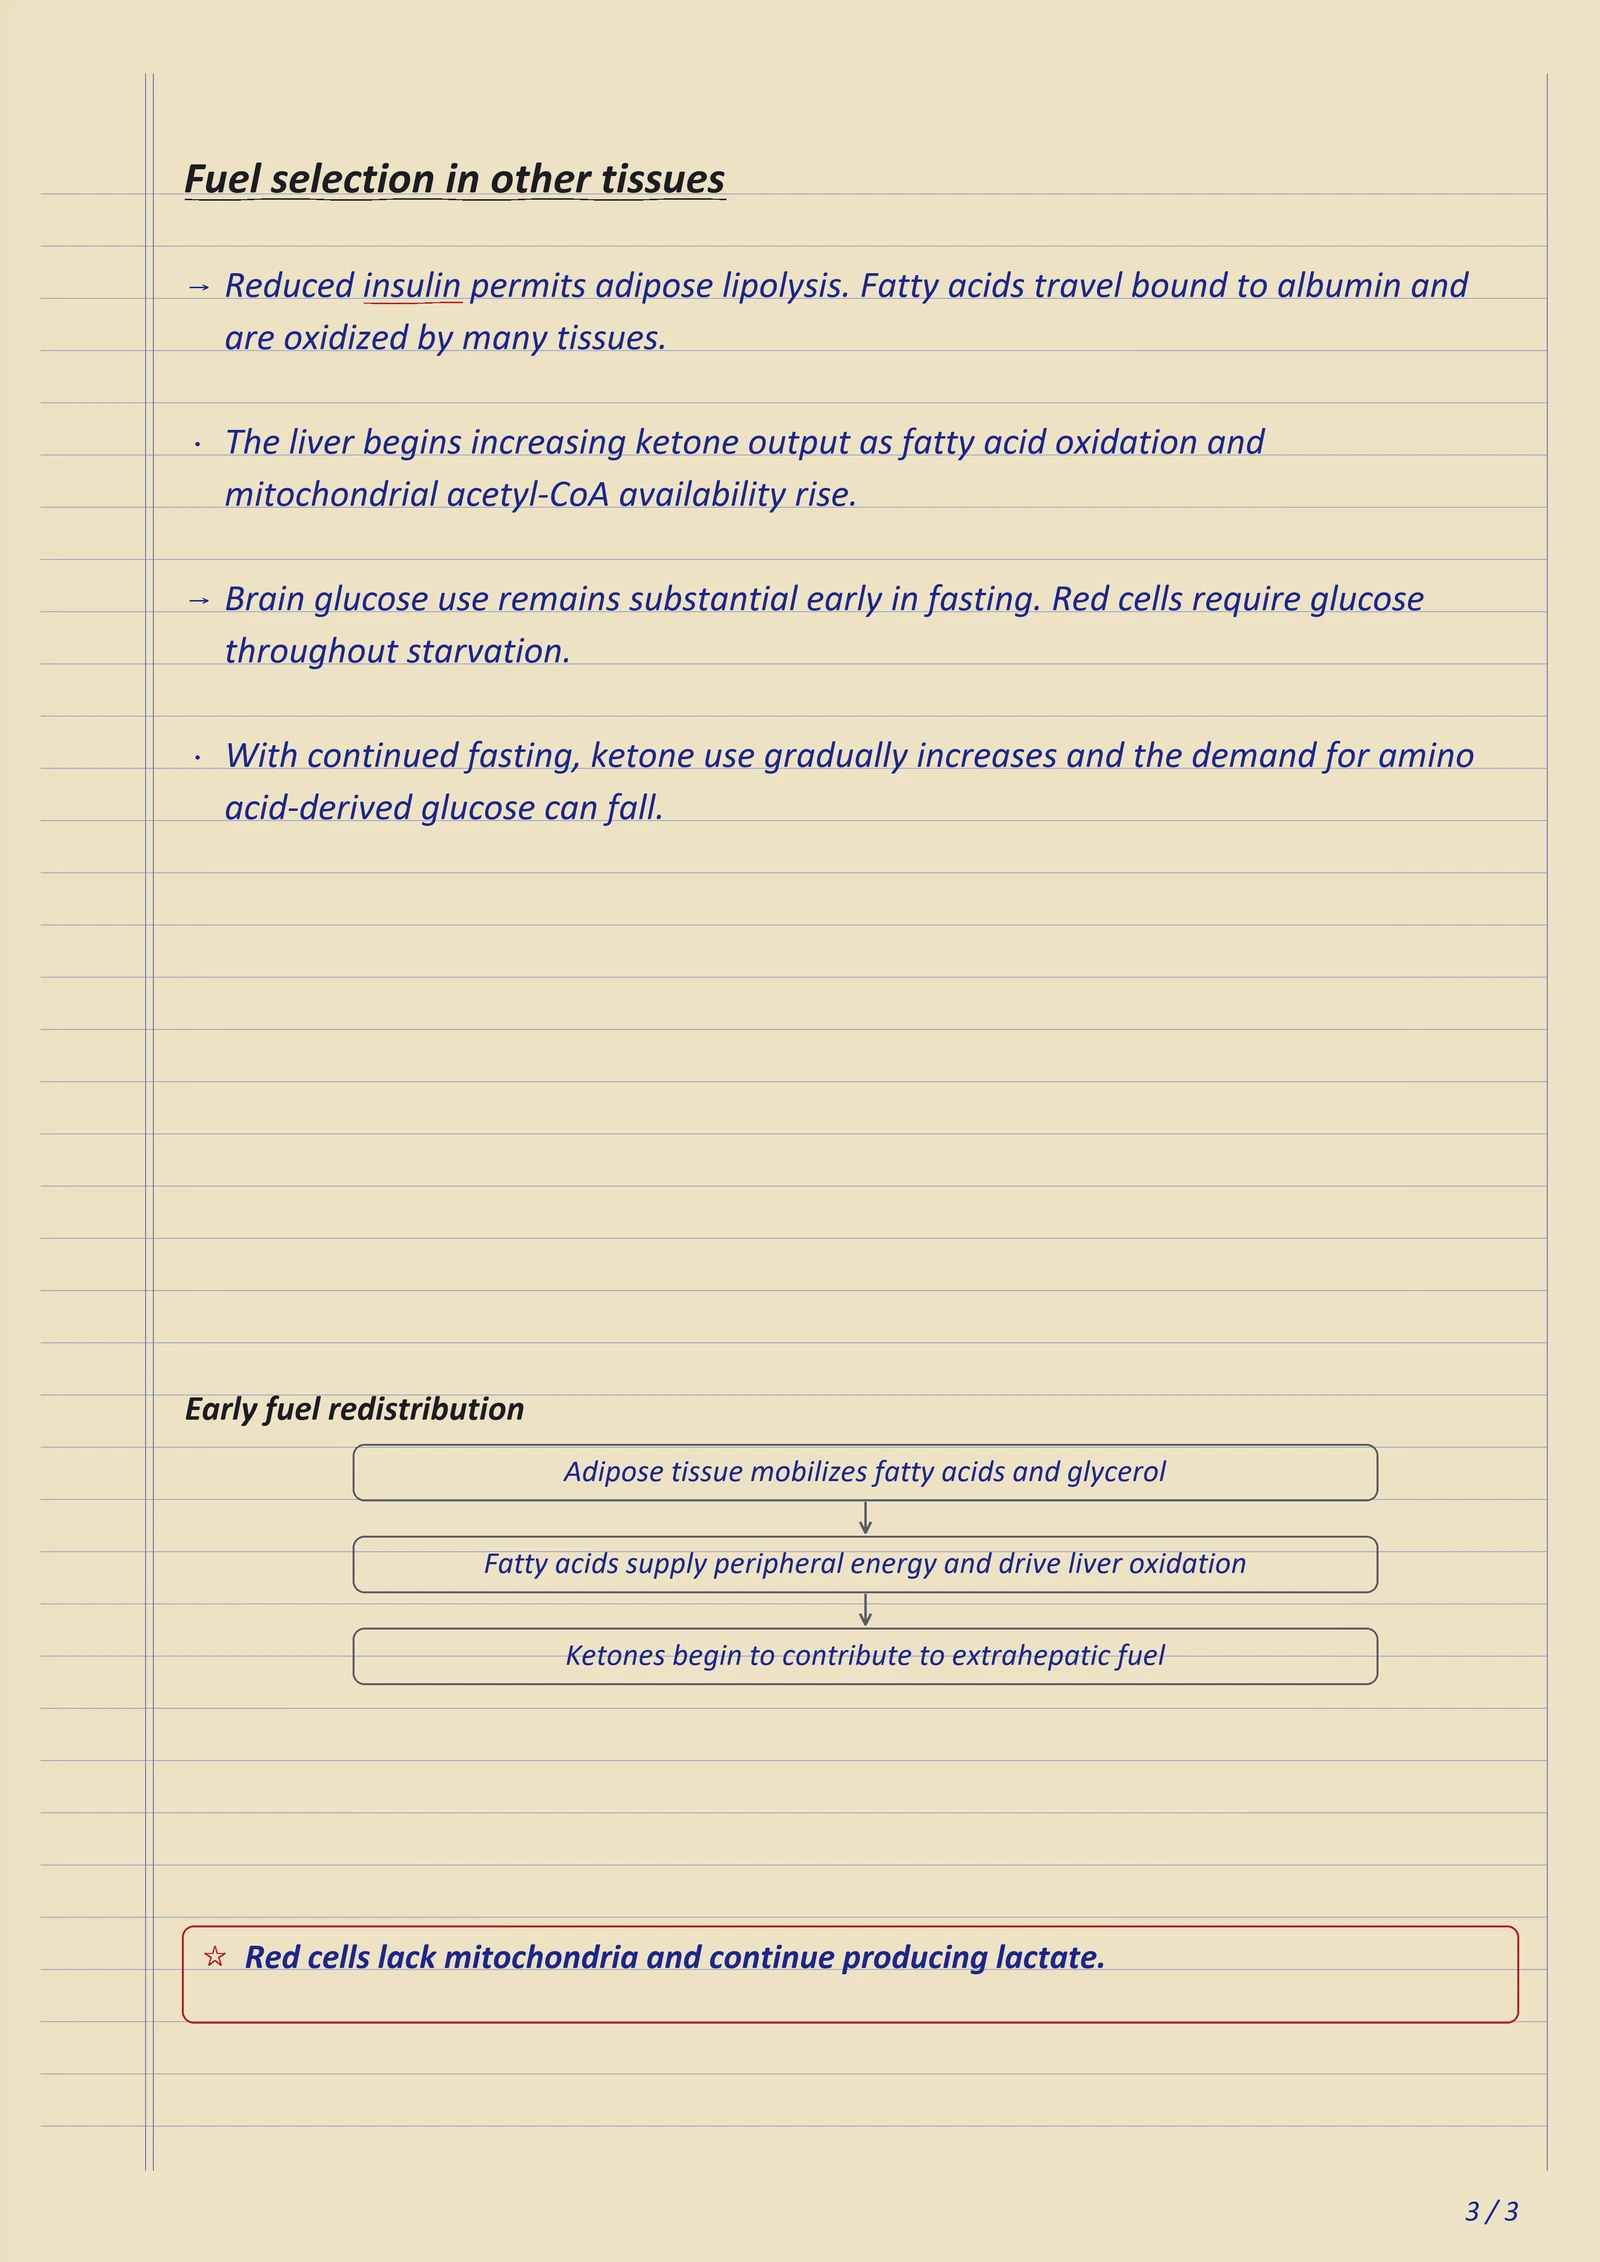 Fuel selection in other tissues
→ Reduced insulin permits adipose lipolysis. Fatty acids travel bound to albumin and
are oxidized by many tissues.
· The liver begins increasing ketone output as fatty acid oxidation and
mitochondrial acetyl-CoA availability rise.
→ Brain glucose use remains substantial early in fasting. Red cells require glucose
throughout starvation.
· With continued fasting, ketone use gradually increases and the demand for amino
acid-derived glucose can fall.
Early fuel redistribution
Adipose tissue mobilizes fatty acids and glycerol
Fatty acids supply peripheral energy and drive liver oxidation
Ketones begin to contribute to extrahepatic fuel
☆ Red cells lack mitochondria and continue producing lactate.
3 / 3